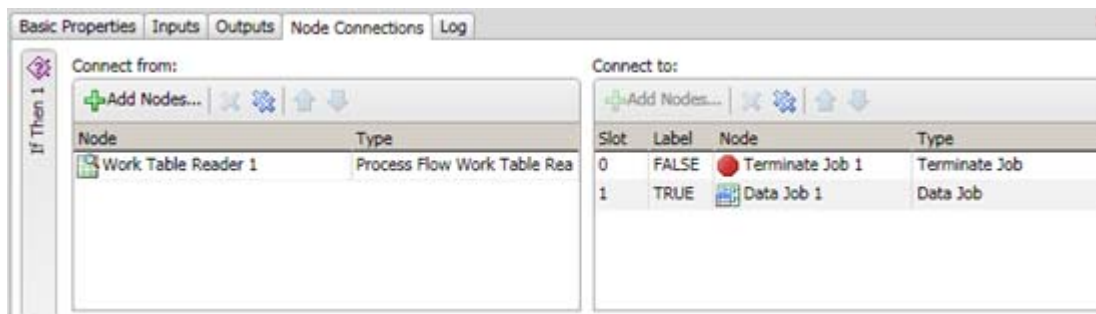 Basic Properties Inputs Outputs Node Connections Log
If Then 1
Connect from:
Add Nodes...
Node Type
Work Table Reader 1 Process Flow Work Table Rea
Connect to:
Add Nodes...
Slot Label Node Type
0 FALSE Terminate Job 1 Terminate Job
1 TRUE Data Job 1 Data Job